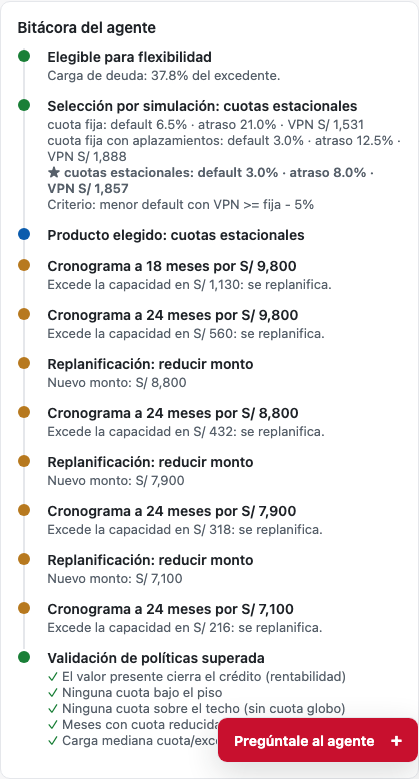 Bitácora del agente
Elegible para flexibilidad
Carga de deuda: 37.8% del excedente.
Selección por simulación: cuotas estacionales
cuota fija: default 6.5% · atraso 21.0% · VPN S/ 1,531
cuota fija con aplazamientos: default 3.0% · atraso 12.5% ·
VPN S/ 1,888
★ cuotas estacionales: default 3.0% · atraso 8.0% ·
VPN S/ 1,857
Criterio: menor default con VPN >= fija - 5%
Producto elegido: cuotas estacionales
Cronograma a 18 meses por S/ 9,800
Excede la capacidad en S/ 1,130: se replanifica.
Cronograma a 24 meses por S/ 9,800
Excede la capacidad en S/ 560: se replanifica.
Replanificación: reducir monto
Nuevo monto: S/ 8,800
Cronograma a 24 meses por S/ 8,800
Excede la capacidad en S/ 432: se replanifica.
Replanificación: reducir monto
Nuevo monto: S/ 7,900
Cronograma a 24 meses por S/ 7,900
Excede la capacidad en S/ 318: se replanifica.
Replanificación: reducir monto
Nuevo monto: S/ 7,100
Cronograma a 24 meses por S/ 7,100
Excede la capacidad en S/ 216: se replanifica.
Validación de políticas superada
✓ El valor presente cierra el crédito (rentabilidad)
✓ Ninguna cuota bajo el piso
✓ Ninguna cuota sobre el techo (sin cuota globo)
✓ Meses con cuota reducida
✓ Carga mediana cuota/exce
Pregúntale al agente +